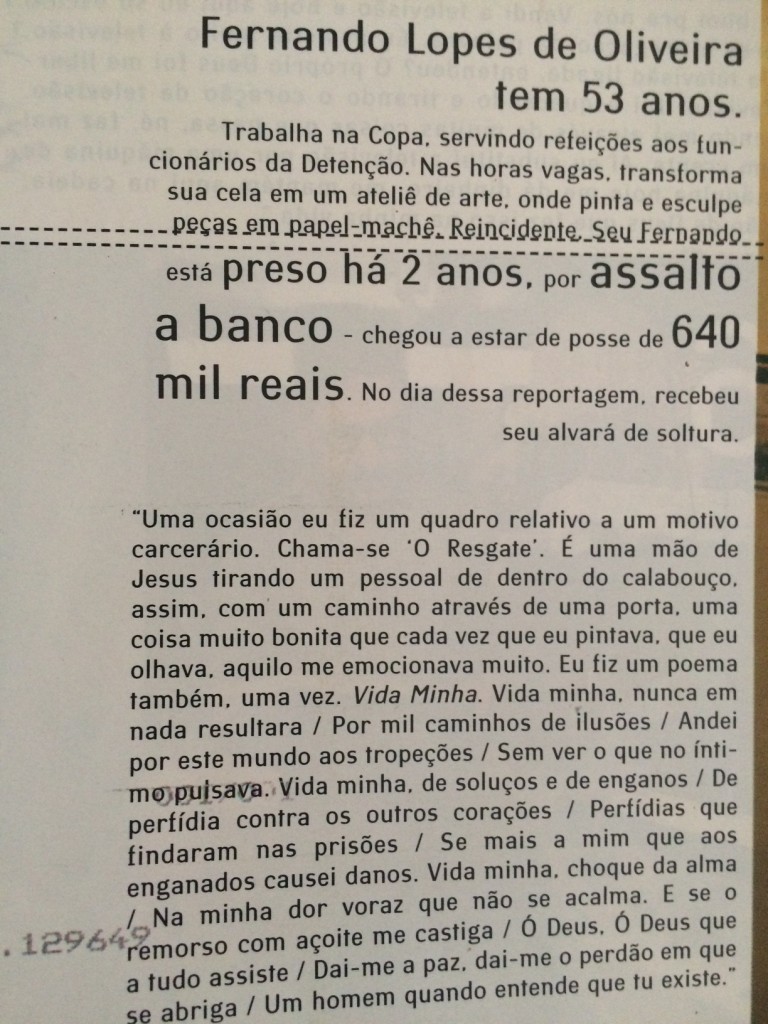 Fernando Lopes de Oliveira
tem 53 anos.
Trabalha na Copa, servindo refeições aos fun-
cionários da Detenção. Nas horas vagas, transforma
sua cela em um ateliê de arte, onde pinta e esculpe
peças em papel-machê. Reincidente, Seu Fernando
está preso há 2 anos, por assalto
a banco - chegou a estar de posse de 640
mil reais. No dia dessa reportagem, recebeu
seu alvará de soltura.
“Uma ocasião eu fiz um quadro relativo a um motivo
carcerário. Chama-se ‘O Resgate’. É uma mão de
Jesus tirando um pessoal de dentro do calabouço,
assim, com um caminho através de uma porta, uma
coisa muito bonita que cada vez que eu pintava, que eu
olhava, aquilo me emocionava muito. Eu fiz um poema
também, uma vez. Vida Minha. Vida minha, nunca em
nada resultara / Por mil caminhos de ilusões / Andei
por este mundo aos tropeções / Sem ver o que no ínti-
mo pulsava. Vida minha, de soluços e de enganos / De
perfídia contra os outros corações / Perfídias que
findaram nas prisões / Se mais a mim que aos
enganados causei danos. Vida minha, choque da alma
/ Na minha dor voraz que não se acalma. E se o
.129649
remorso com açoite me castiga / Ó Deus, Ó Deus que
a tudo assiste / Dai-me a paz, dai-me o perdão em que
se abriga / Um homem quando entende que tu existe.”